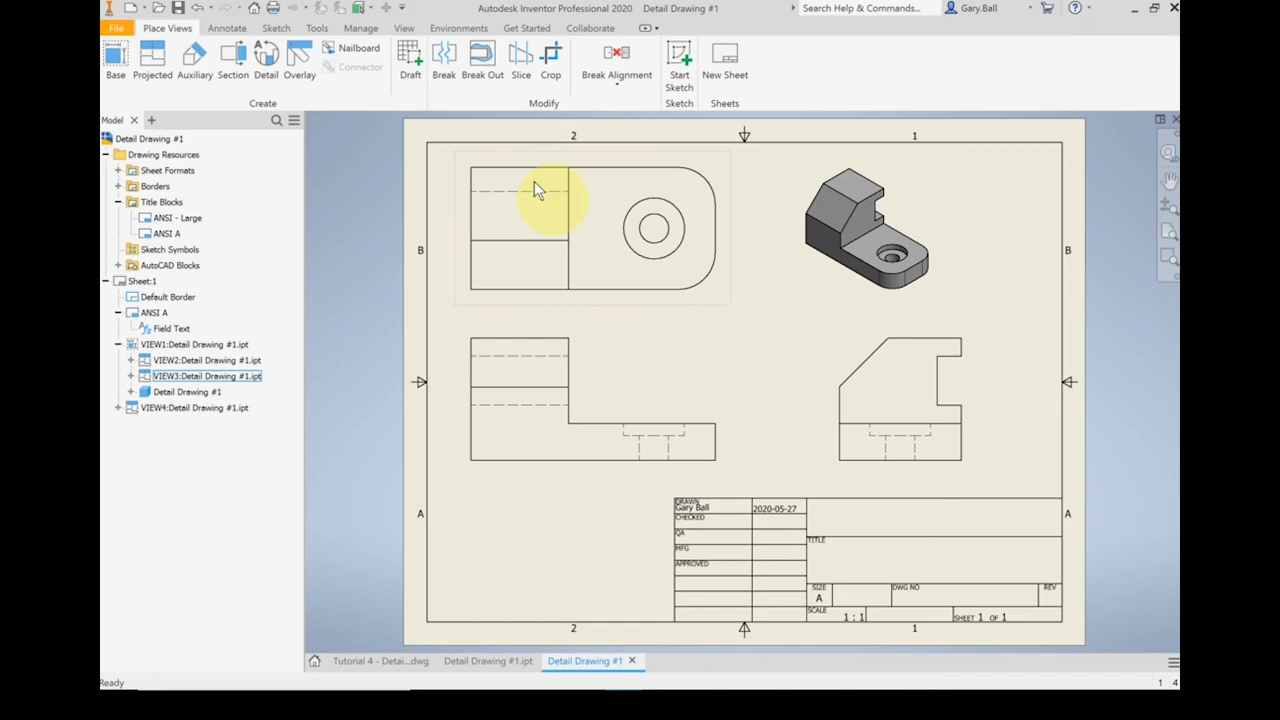 Autodesk Inventor Professional 2020 Detail Drawing #1
Search Help & Commands...
Gary.Ball
File Place Views Annotate Sketch Tools Manage View Environments Get Started Collaborate
Base Projected Auxiliary Section Detail Overlay
Nailboard
Connector
Draft Break Break Out Slice Crop Break Alignment Start Sketch New Sheet
Create Modify Sketch Sheets
Model
Detail Drawing #1
Drawing Resources
Sheet Formats
Borders
Title Blocks
ANSI - Large
ANSI A
Sketch Symbols
AutoCAD Blocks
Sheet:1
Default Border
ANSI A
Field Text
VIEW1:Detail Drawing #1.ipt
VIEW2:Detail Drawing #1.ipt
VIEW3:Detail Drawing #1.ipt
Detail Drawing #1
VIEW4:Detail Drawing #1.ipt
2 1
B B
A A
DRAWN
Gary Ball 2020-05-27
CHECKED
QA
TITLE
MFG
APPROVED
SIZE
A
DWG NO
REV
SCALE
1 : 1
SHEET 1 OF 1
2 1
Tutorial 4 - Detai...dwg Detail Drawing #1.ipt Detail Drawing #1
Ready 1 4